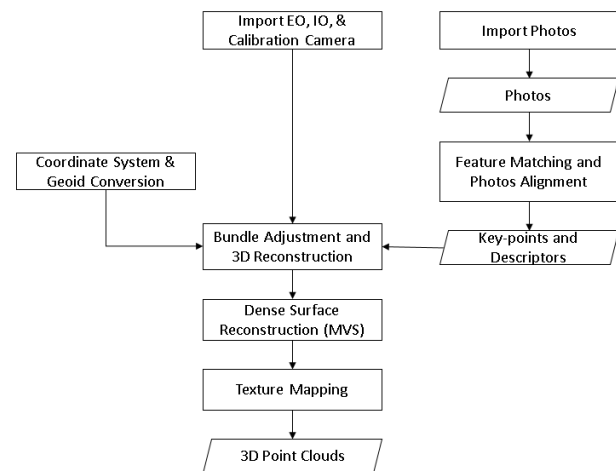 Import EO, IO, &
Calibration Camera
Import Photos
Photos
Coordinate System &
Geoid Conversion
Feature Matching and
Photos Alignment
Bundle Adjustment and
3D Reconstruction
Key-points and
Descriptors
Dense Surface
Reconstruction (MVS)
Texture Mapping
3D Point Clouds